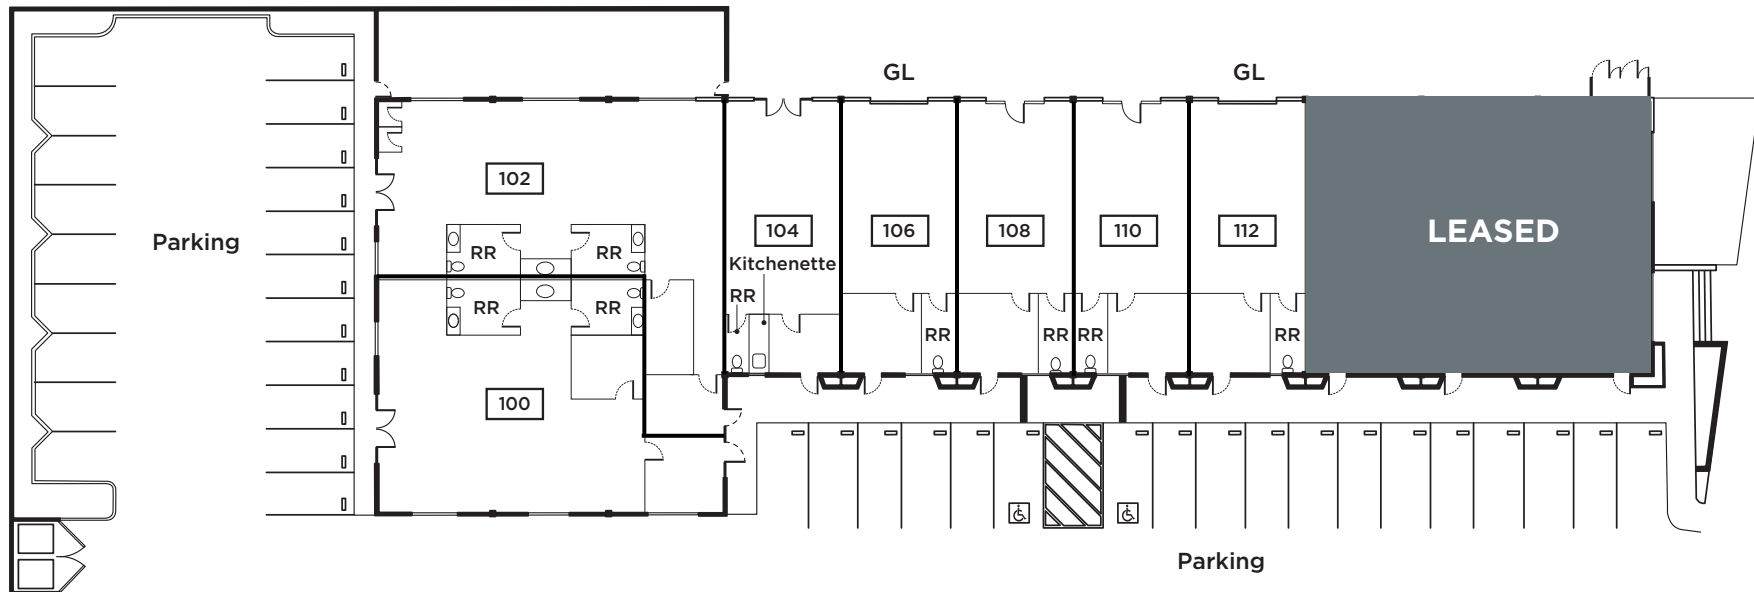 GL
GL
102
Parking
104
106
108
110
112
LEASED
RR
RR
Kitchenette
RR
RR
RR
RR
RR
RR
RR
100
Parking